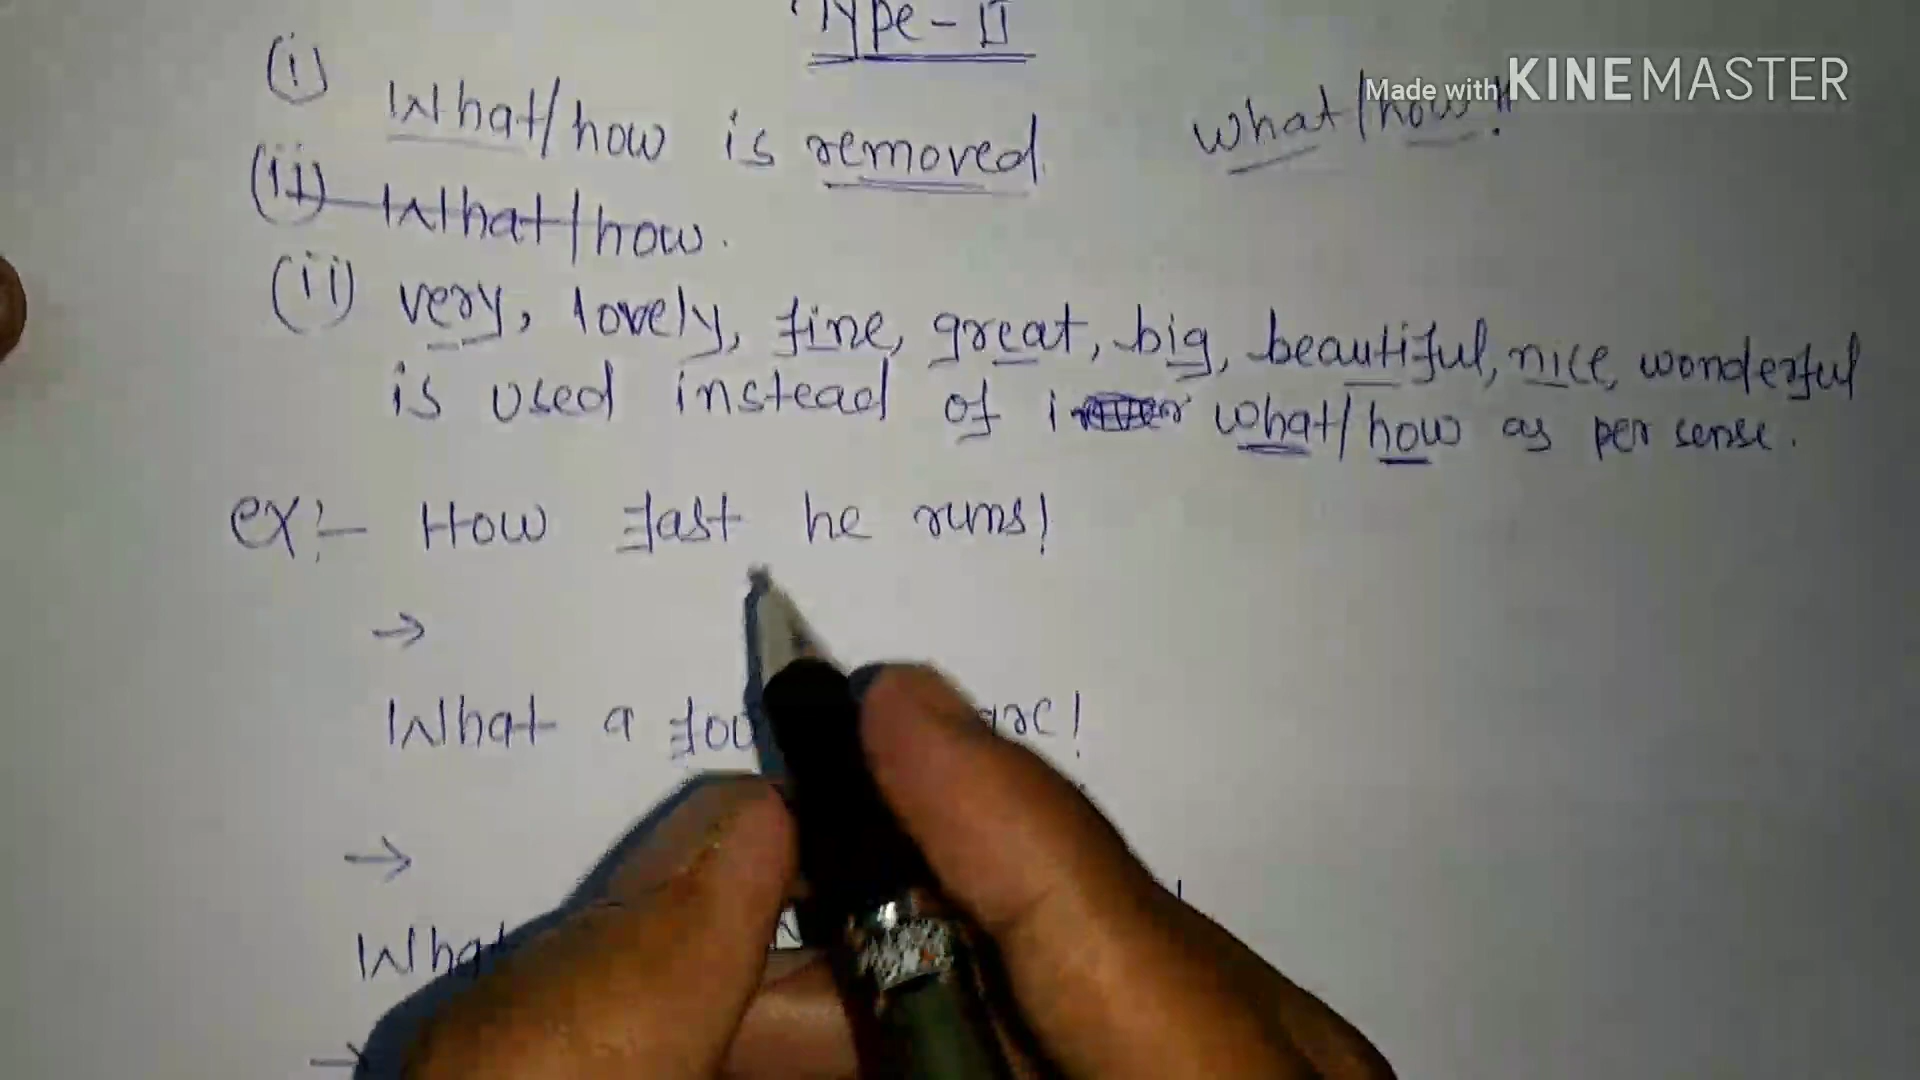 Type-II
Made with KINEMASTER
(i) What/how is removed.
what/how!!
(ii) What/how.
(ii) very, lovely, fine, great, big, beautiful, nice, wonderful
is used instead of what/how as per sense.
ex:- How fast he runs!
→
What a !
→
What
→